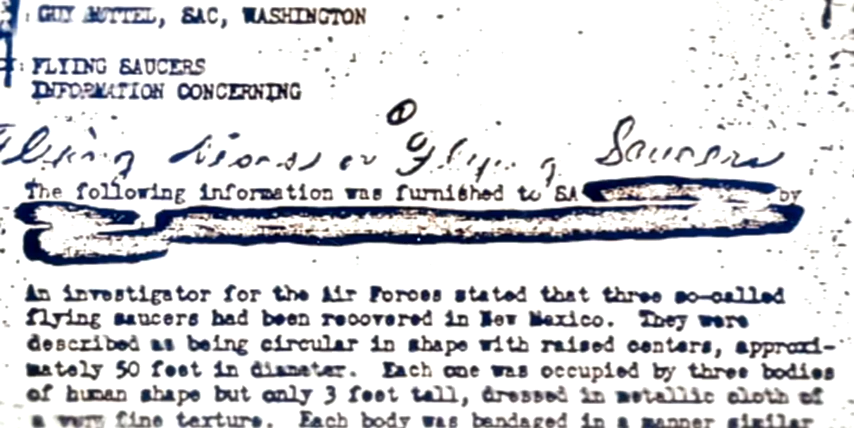 : GUY HOTTEL, SAC, WASHINGTON
: FLYING SAUCERS
INFORMATION CONCERNING
Flying Discs or Flying Saucers
The following information was furnished to SA by
An investigator for the Air Forces stated that three so-called
flying saucers had been recovered in New Mexico. They were
described as being circular in shape with raised centers, approxi-
mately 50 feet in diameter. Each one was occupied by three bodies
of human shape but only 3 feet tall, dressed in metallic cloth of
a very fine texture. Each body was bandaged in a manner similar